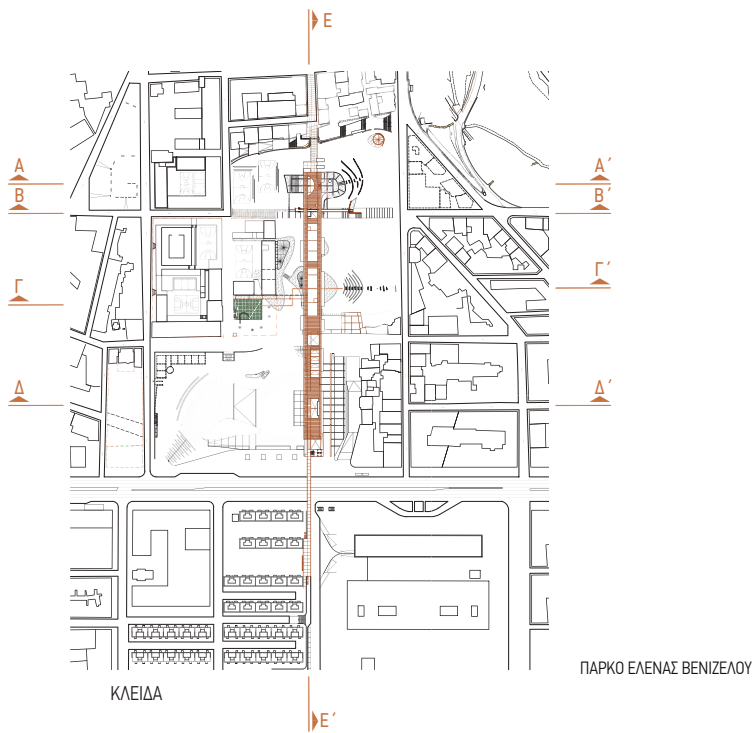 Ε
Α Α΄
Β Β΄
Γ Γ΄
Δ Δ΄
ΠΑΡΚΟ ΕΛΕΝΑΣ ΒΕΝΙΖΕΛΟΥ
ΚΛΕΙΔΑ
Ε΄